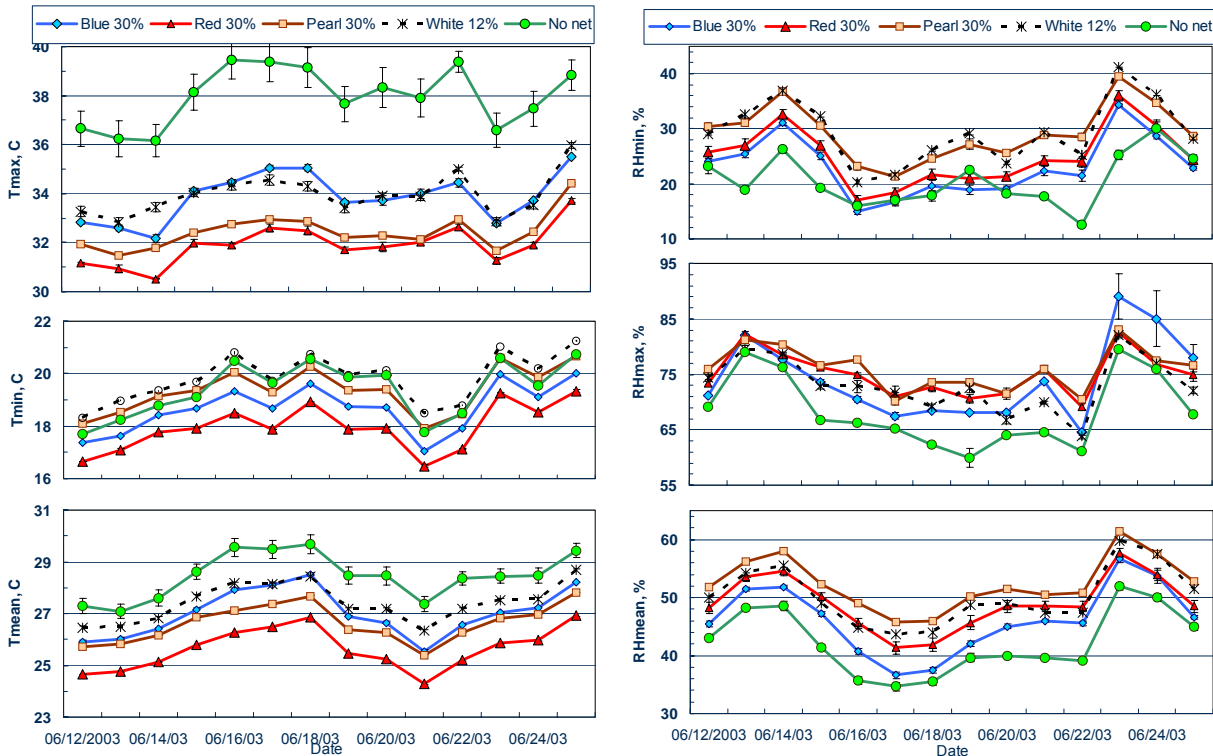 Blue 30% Red 30% Pearl 30% White 12% No net
40
38
36
34
32
30
Tmax, C
22
20
18
16
Tmin, C
31
29
27
25
23
Tmean, C
06/12/2003 06/14/03 06/16/03 06/18/03 06/20/03 06/22/03 06/24/03
Date
Blue 30% Red 30% Pearl 30% White 12% No net
40
30
20
10
RHmin, %
95
85
75
65
55
RHmax, %
60
50
40
30
RHmean, %
06/12/2003 06/14/03 06/16/03 06/18/03 06/20/03 06/22/03 06/24/03
Date